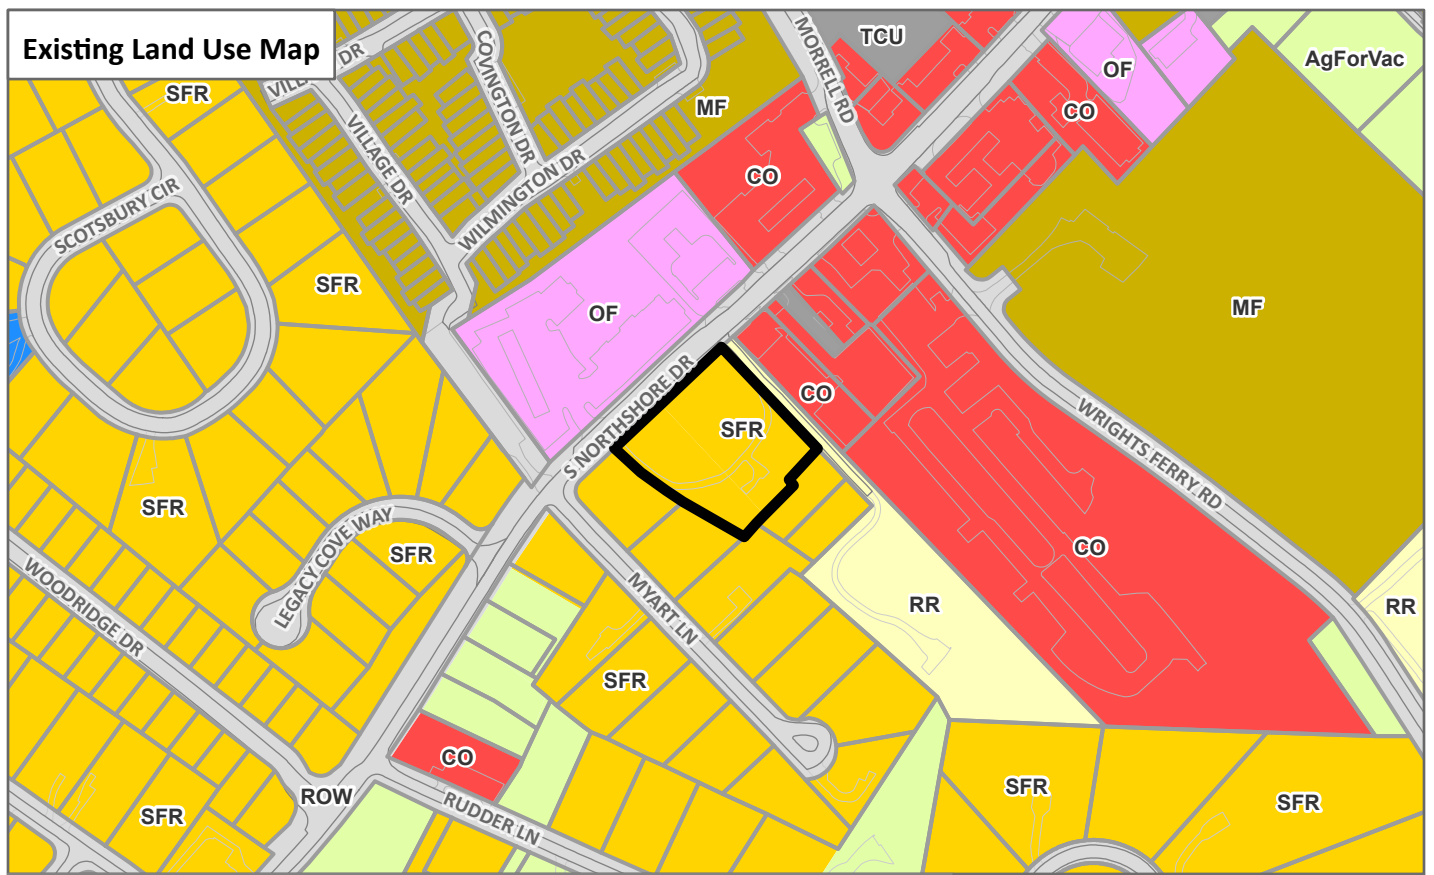 Existing Land Use Map
VILL
DR
SFR
COVINGTON DR
MORRELL RD
TCU
OF
AgForVac
MF
CO
VILLAGE DR
WILMINGTON DR
CO
SCOTSBURY CIR
SFR
OF
MF
S NORTHSHORE DR
CO
SFR
WRIGHTS FERRY RD
SFR
LEGACY COVE WAY
SFR
CO
WOODRIDGE DR
MYART LN
RR
RR
SFR
CO
ROW
SFR
RUDDER LN
SFR
SFR